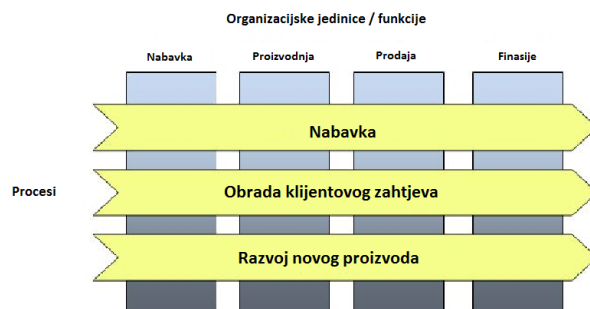 Organizacijske jedinice / funkcije
Nabavka Proizvodnja Prodaja Finasije
Nabavka
Procesi Obrada klijentovog zahtjeva
Razvoj novog proizvoda